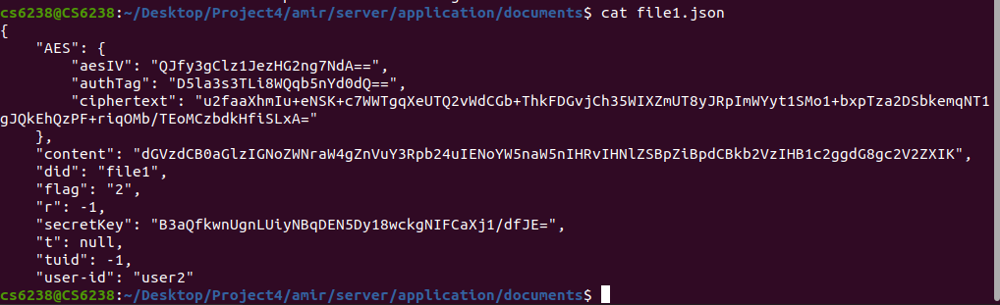 cs6238@CS6238:~/Desktop/Project4/amir/server/application/documents$ cat file1.json
{
    "AES": {
        "aesIV": "QJfy3gClz1JezHG2ng7NdA==",
        "authTag": "D5la3s3TLi8WQqb5nYd0dQ==",
        "ciphertext": "u2faaXhmIu+eNSK+c7WWTgqXeUTQ2vWdCGb+ThkFDGvjCh35WIXZmUT8yJRpImWYyt1SMo1+bxpTza2DSbkemqNT1
gJQkEhQzPF+riqOMb/TEoMCzbdkHfiSLxA="
    },
    "content": "dGVzdCB0aGlzIGNoZWNraW4gZnVuY3Rpb24uIENoYW5naW5nIHRvIHNlZSBpZiBpdCBkb2VzIHB1c2ggdG8gc2V2ZXIK",
    "did": "file1",
    "flag": "2",
    "r": -1,
    "secretKey": "B3aQfkwnUgnLUiyNBqDEN5Dy18wckgNIFCaXj1/dfJE=",
    "t": null,
    "tuid": -1,
    "user-id": "user2"
cs6238@CS6238:~/Desktop/Project4/amir/server/application/documents$